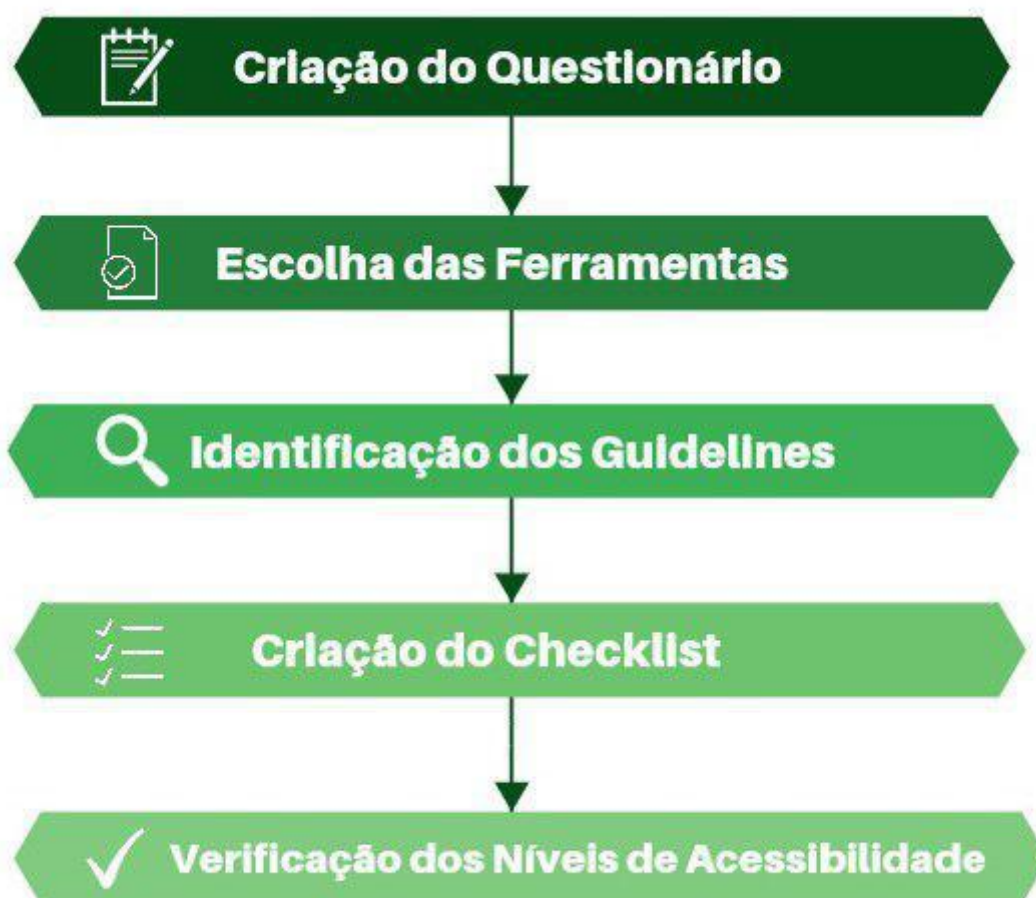 Criação do Questionário
Escolha das Ferramentas
Identificação dos Guidelines
Criação do Checklist
Verificação dos Níveis de Acessibilidade